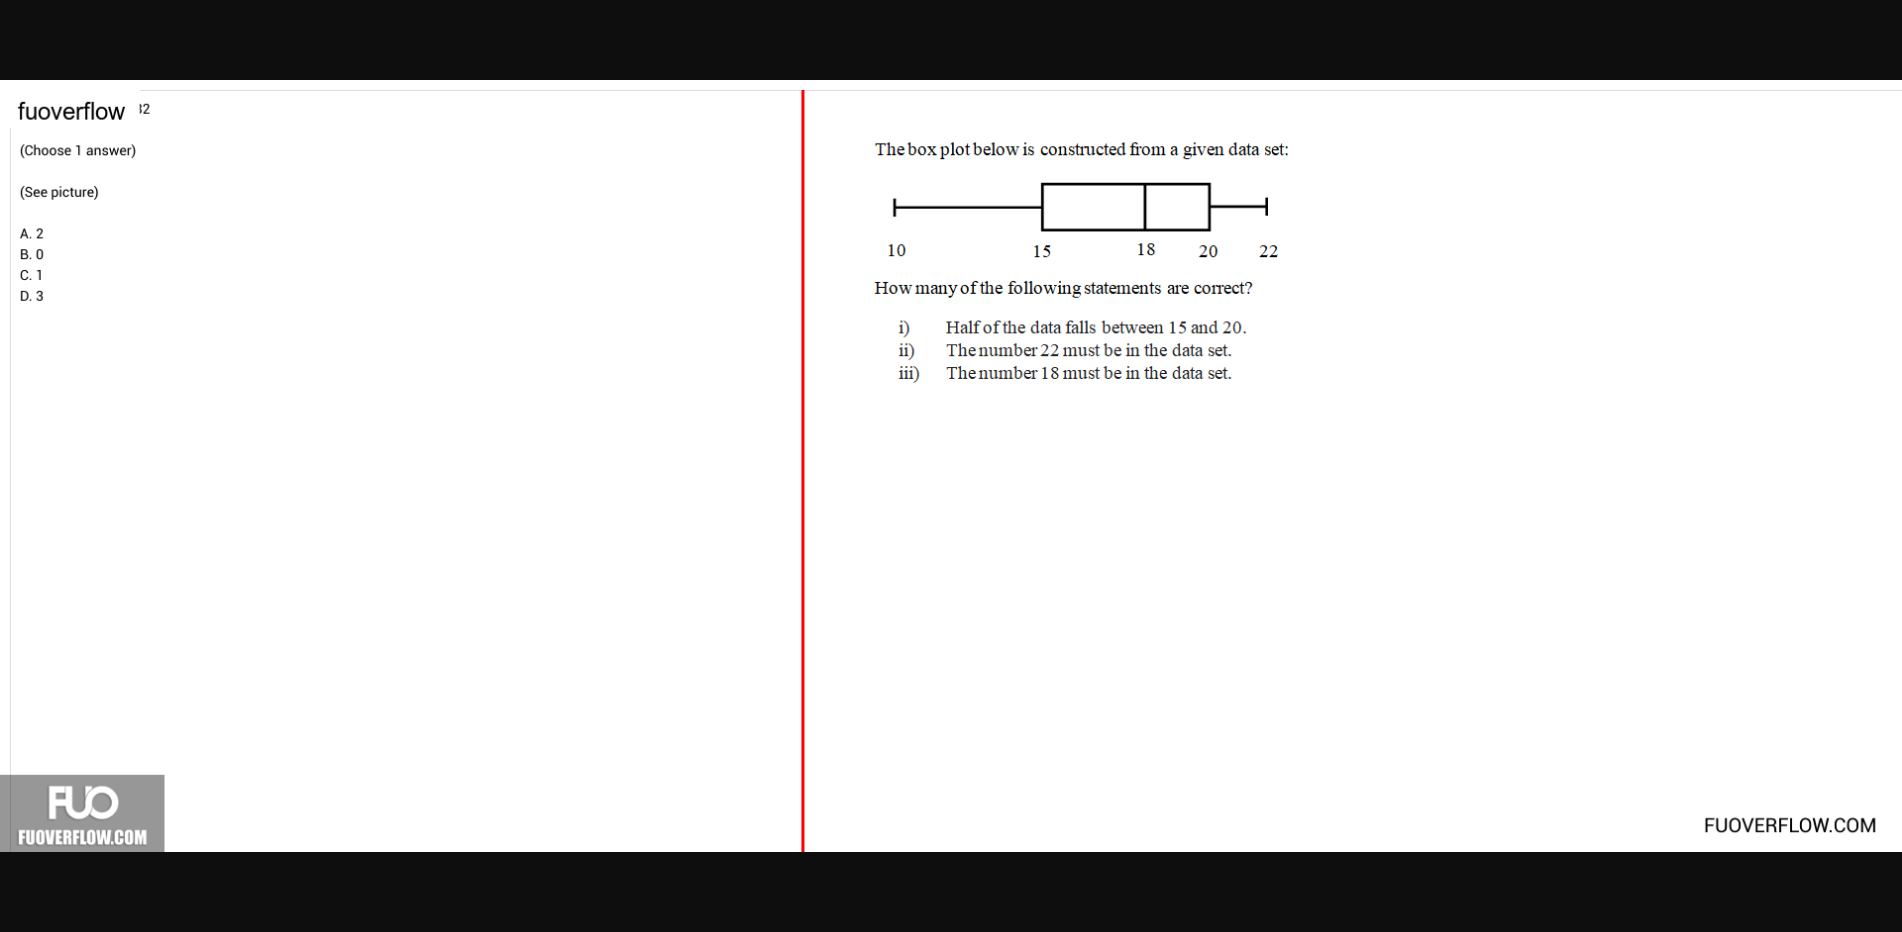 fuoverflow 32
(Choose 1 answer)
(See picture)
A. 2
B. 0
C. 1
D. 3
The box plot below is constructed from a given data set:
10 15 18 20 22
How many of the following statements are correct?
i) Half of the data falls between 15 and 20.
ii) The number 22 must be in the data set.
iii) The number 18 must be in the data set.
FUO
FUOVERFLOW.COM
FUOVERFLOW.COM